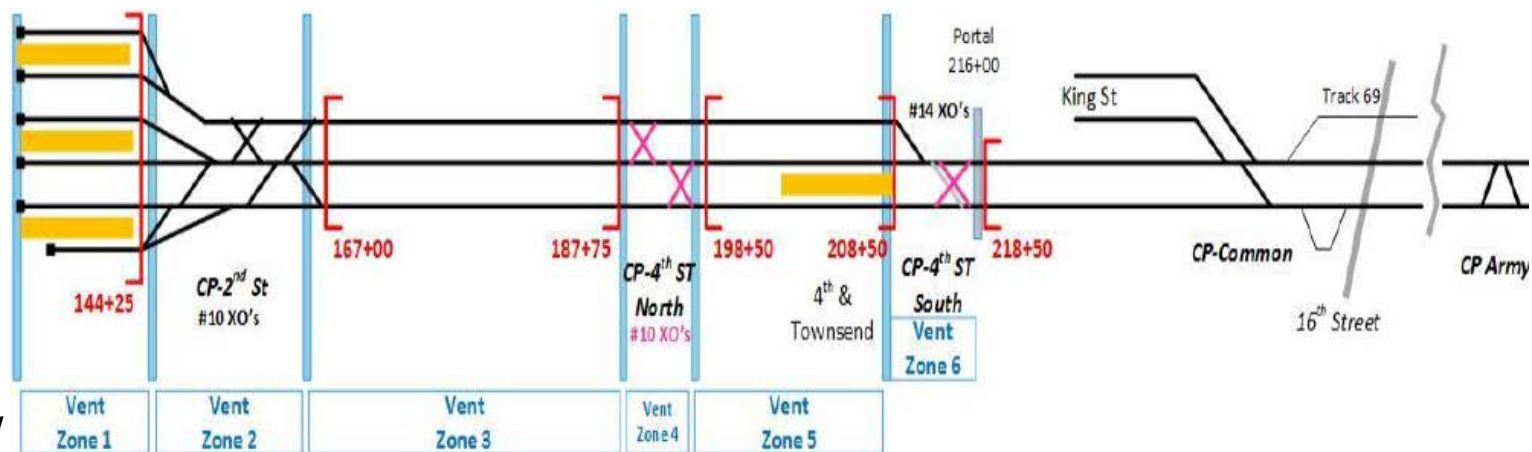 Portal
216+00
#14 XO's
King St
Track 69
167+00
187+75
198+50
208+50
218+50
144+25
CP-2nd St
#10 XO's
CP-4th ST
North
#10 XO's
4th &
Townsend
CP-4th ST
South
CP-Common
16th Street
CP Army
Vent
Zone 6
Vent
Zone 1
Vent
Zone 2
Vent
Zone 3
Vent
Zone 4
Vent
Zone 5